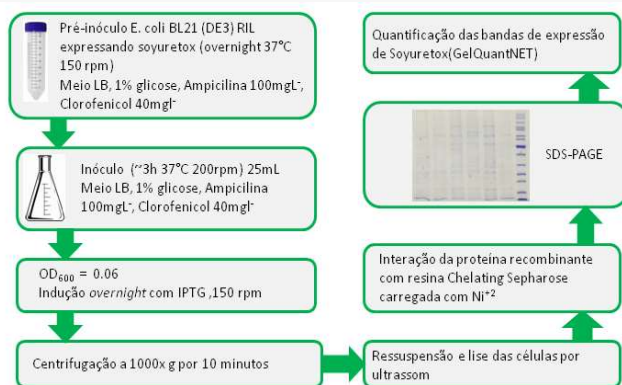 Pré-inóculo E. coli BL21 (DE3) RIL
expressando soyuretox (overnight 37°C
150 rpm)
Meio LB, 1% glicose, Ampicilina 100mgL⁻,
Clorofenicol 40mgl⁻
Inóculo (~3h 37°C 200rpm) 25mL
Meio LB, 1% glicose, Ampicilina
100mgL⁻, Clorofenicol 40mgl⁻
OD₆₀₀ = 0.06
Indução overnight com IPTG ,150 rpm
Centrifugação a 1000x g por 10 minutos
Ressuspensão e lise das células por
ultrassom
Interação da proteína recombinante
com resina Chelating Sepharose
carregada com Ni⁺²
SDS-PAGE
Quantificação das bandas de expressão
de Soyuretox(GelQuantNET)